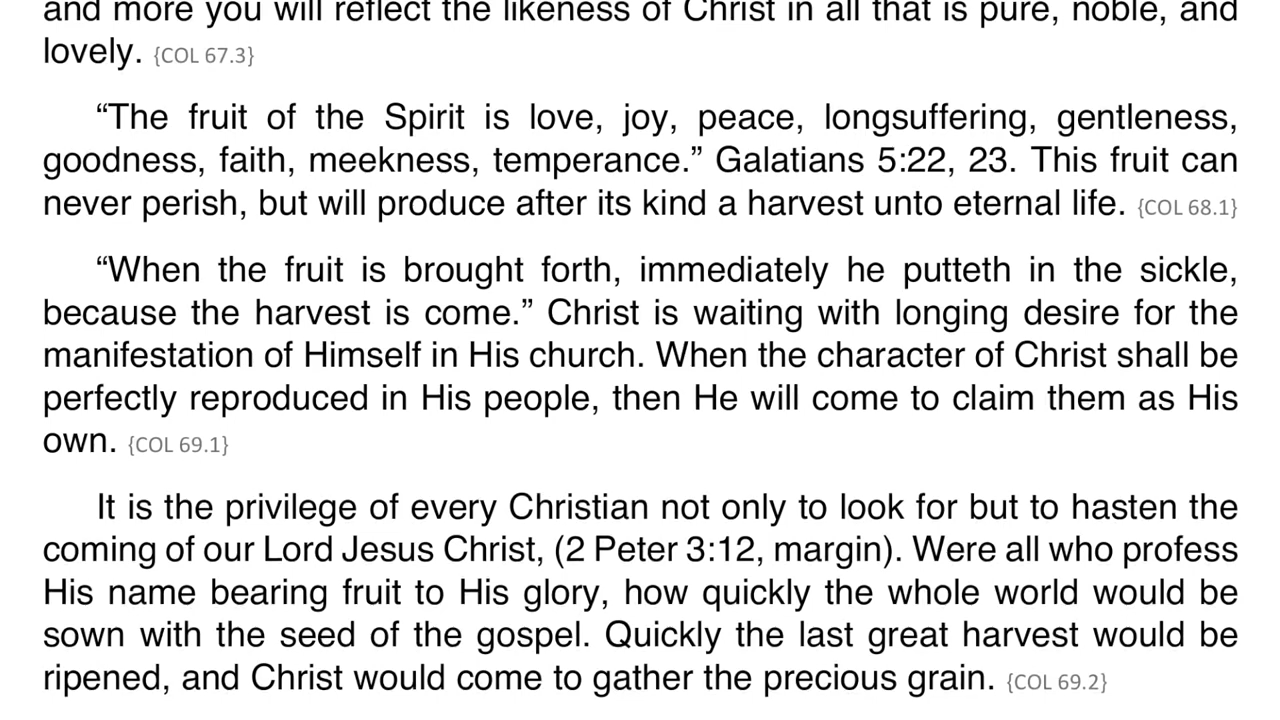 and more you will reflect the likeness of Christ in all that is pure, noble, and
lovely. {COL 67.3}
“The fruit of the Spirit is love, joy, peace, longsuffering, gentleness,
goodness, faith, meekness, temperance.” Galatians 5:22, 23. This fruit can
never perish, but will produce after its kind a harvest unto eternal life. {COL 68.1}
“When the fruit is brought forth, immediately he putteth in the sickle,
because the harvest is come.” Christ is waiting with longing desire for the
manifestation of Himself in His church. When the character of Christ shall be
perfectly reproduced in His people, then He will come to claim them as His
own. {COL 69.1}
It is the privilege of every Christian not only to look for but to hasten the
coming of our Lord Jesus Christ, (2 Peter 3:12, margin). Were all who profess
His name bearing fruit to His glory, how quickly the whole world would be
sown with the seed of the gospel. Quickly the last great harvest would be
ripened, and Christ would come to gather the precious grain. {COL 69.2}